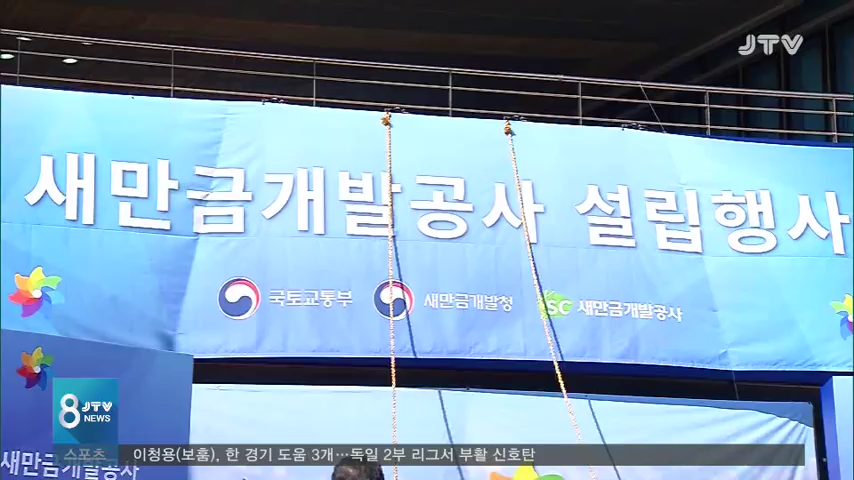 JTV
새만금개발공사 설립행사
국토교통부 새만금개발청 SC 새만금개발공사
8 JTV NEWS
스포츠 이청용(보훔), 한 경기 도움 3개…독일 2부 리그서 부활 신호탄
새만금개발공사